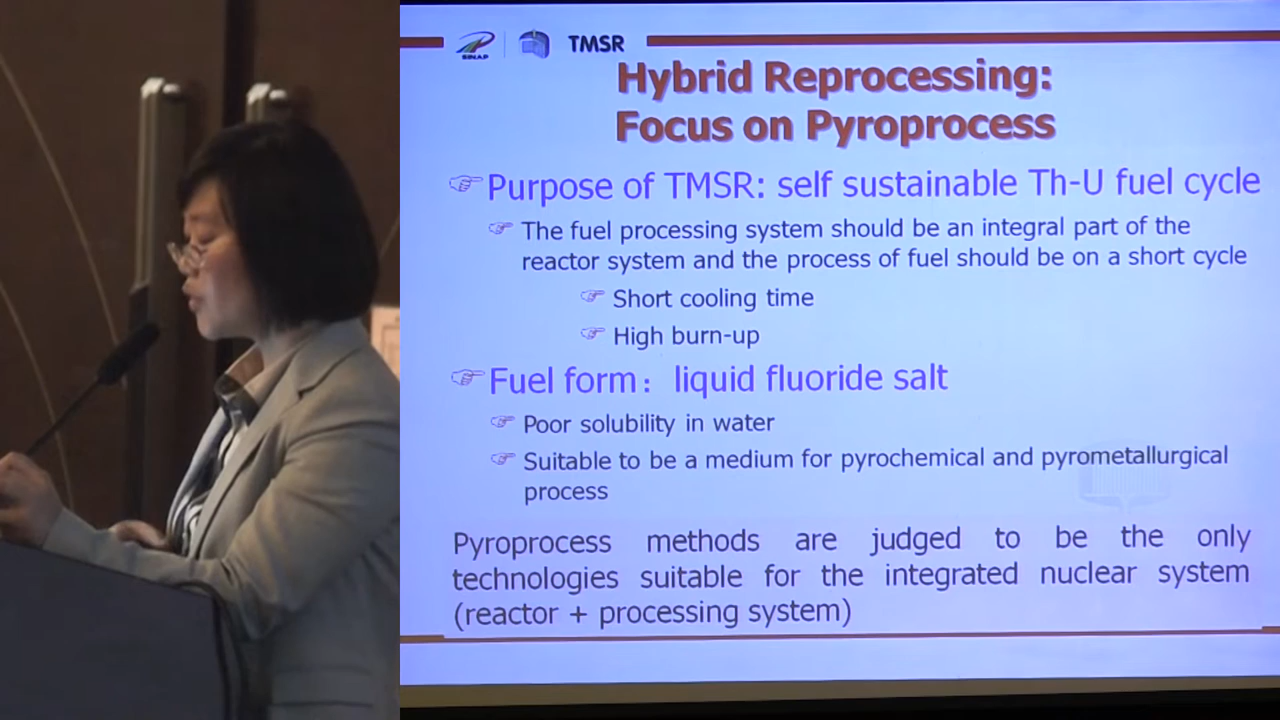 SINAP TMSR
Hybrid Reprocessing:
Focus on Pyroprocess
Purpose of TMSR: self sustainable Th-U fuel cycle
The fuel processing system should be an integral part of the
reactor system and the process of fuel should be on a short cycle
Short cooling time
High burn-up
Fuel form： liquid fluoride salt
Poor solubility in water
Suitable to be a medium for pyrochemical and pyrometallurgical
process
Pyroprocess methods are judged to be the only
technologies suitable for the integrated nuclear system
(reactor + processing system)